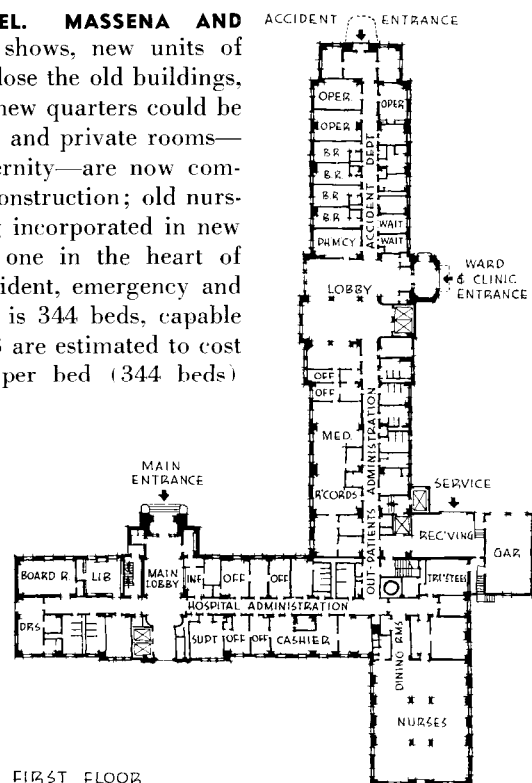 EL. MASSENA AND
shows, new units of
lose the old buildings,
new quarters could be
and private rooms—
ernity—are now com-
onstruction; old nurs-
incorporated in new
one in the heart of
ident, emergency and
is 344 beds, capable
are estimated to cost
per bed (344 beds)
ACCIDENT ENTRANCE
OPER
OPER
OPER
B.R.
B.R.
B.R.
B.R.
ACCIDENT DEPT
WAIT
WAIT
PHMCY
LOBBY
WARD
& CLINIC
ENTRANCE
OFF
OFF
MED.
R'CORDS
OUT-PATIENTS ADMINISTRATION
SERVICE
REC'VING
GAR
MAIN
ENTRANCE
BOARD R.
LIB
MAIN
LOBBY
INF
OFF
OFF
HOSPITAL ADMINISTRATION
DRS
SUPT
OFF
OFF
CASHIER
TRUSTEES
DINING RMS
NURSES
FIRST FLOOR